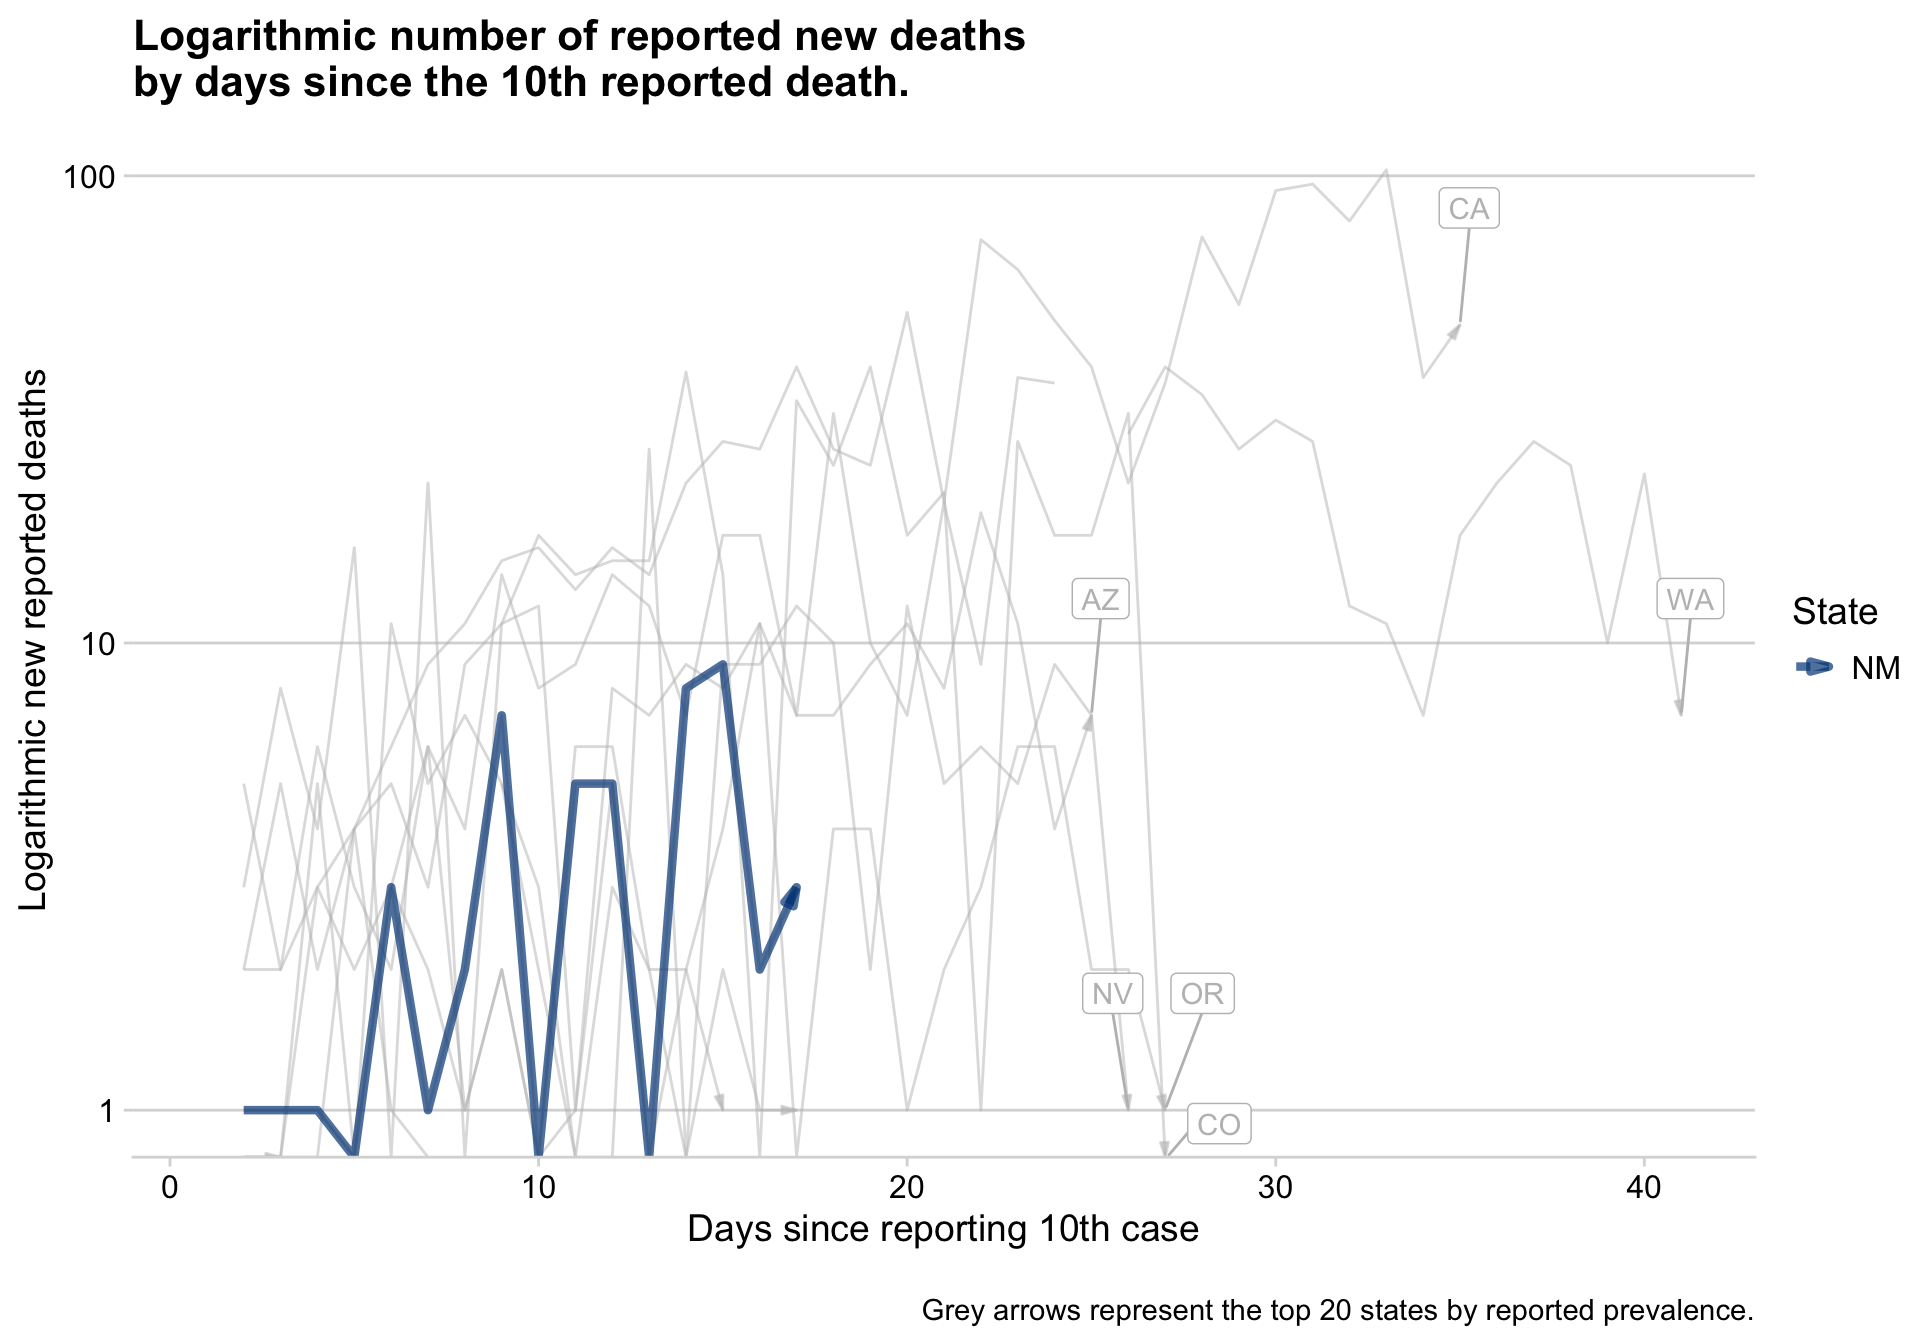 Logarithmic number of reported new deaths
by days since the 10th reported death.
Logarithmic new reported deaths
100
10
1
CA
AZ
WA
NV
OR
CO
State
NM
0
10
20
30
40
Days since reporting 10th case
Grey arrows represent the top 20 states by reported prevalence.